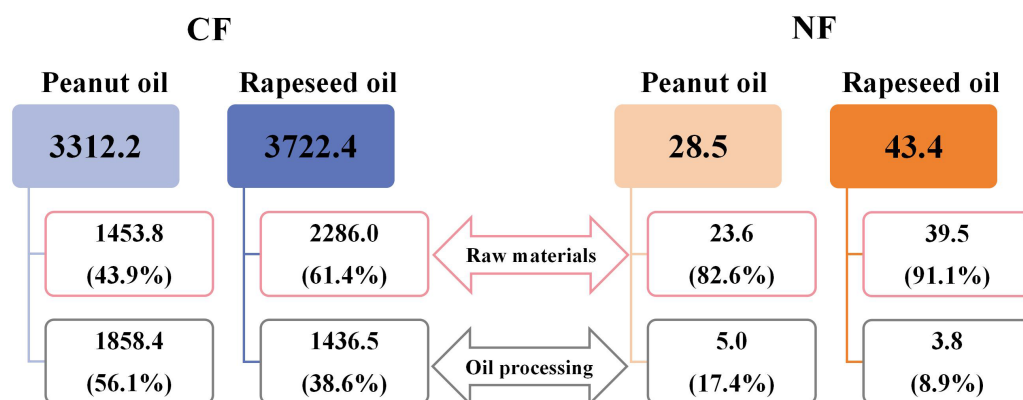 CF
NF
Peanut oil
Rapeseed oil
Peanut oil
Rapeseed oil
3312.2
3722.4
28.5
43.4
1453.8
(43.9%)
2286.0
(61.4%)
Raw materials
23.6
(82.6%)
39.5
(91.1%)
1858.4
(56.1%)
1436.5
(38.6%)
Oil processing
5.0
(17.4%)
3.8
(8.9%)